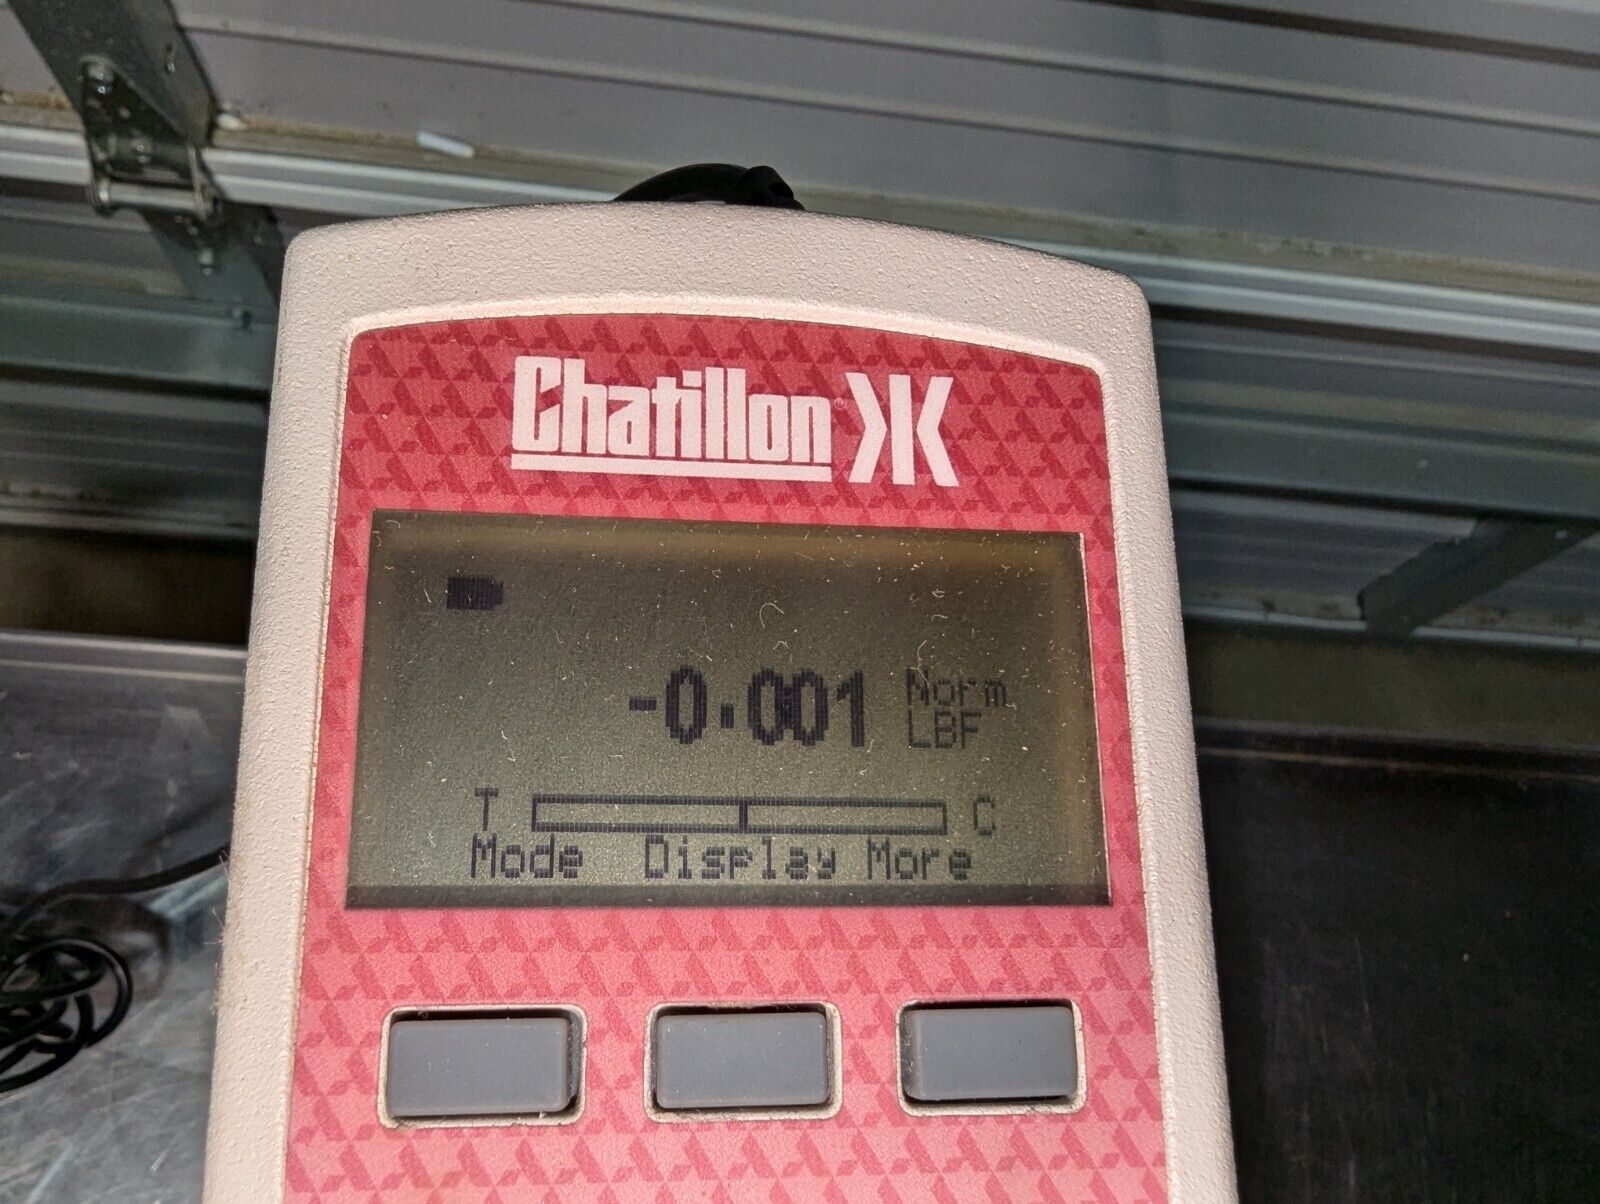 Chatillon
-0.001 Norm
LBF
T C
Mode Display More